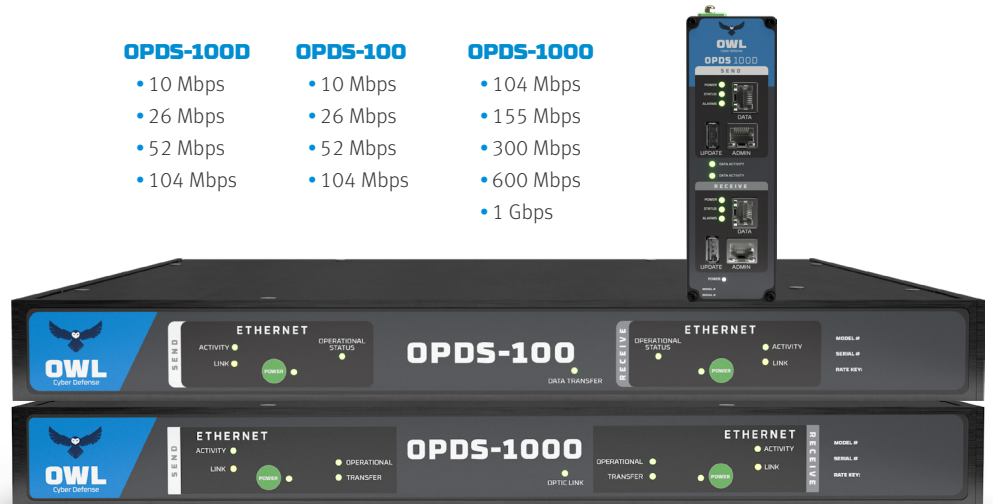 OPDS-100D
• 10 Mbps
• 26 Mbps
• 52 Mbps
• 104 Mbps
OPDS-100
• 10 Mbps
• 26 Mbps
• 52 Mbps
• 104 Mbps
OPDS-1000
• 104 Mbps
• 155 Mbps
• 300 Mbps
• 600 Mbps
• 1 Gbps
OWL
Cyber Defense
OPDS 100D
SEND
POWER
STATUS
ALARMS
DATA
UPDATE ADMIN
DATA ACTIVITY
DATA ACTIVITY
RECEIVE
POWER
STATUS
ALARMS
DATA
UPDATE ADMIN
POWER
MODEL #
SERIAL #
OWL
Cyber Defense
SEND
ETHERNET
ACTIVITY
LINK
POWER
OPERATIONAL
STATUS
OPDS-100
DATA TRANSFER
RECEIVE
ETHERNET
OPERATIONAL
STATUS
POWER
ACTIVITY
LINK
MODEL #
SERIAL #
RATE KEY:
OWL
Cyber Defense
SEND
ETHERNET
ACTIVITY
LINK
POWER
OPERATIONAL
TRANSFER
OPDS-1000
OPTIC LINK
ETHERNET
OPERATIONAL
TRANSFER
POWER
ACTIVITY
LINK
RECEIVE
MODEL #
SERIAL #
RATE KEY: